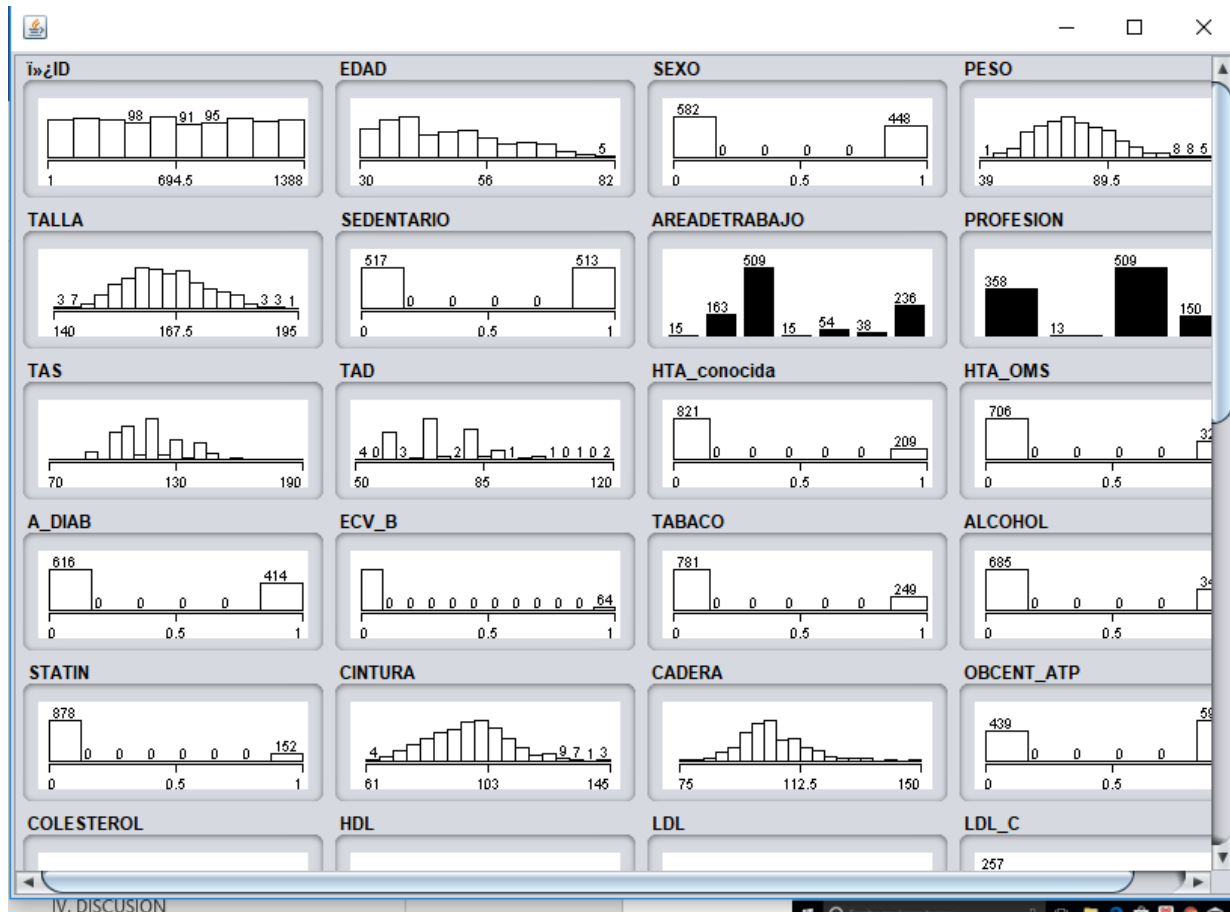 ï»¿ID EDAD SEXO PESO
98 91 95
1 694.5 1388
5
30 56 82
582 0 0 0 0 448
0 0.5 1
1 8 8 5
39 89.5
TALLA SEDENTARIO AREADETRABAJO PROFESION
3 7 3 3 1
140 167.5 195
517 0 0 0 0 513
0 0.5 1
15 163 509 15 54 38 236
358 13 509 150
TAS TAD HTA_conocida HTA_OMS
70 130 190
4 0 3 2 1 1 0 1 0 2
50 85 120
821 0 0 0 0 0 209
0 0.5 1
706 0 0 0 0 32
0 0.5
A_DIAB ECV_B TABACO ALCOHOL
616 0 0 0 0 414
0 0.5 1
0 0 0 0 0 0 0 0 0 0 64
0 0.5 1
781 0 0 0 0 0 249
0 0.5 1
685 0 0 0 0 34
0 0.5
STATIN CINTURA CADERA OBCENT_ATP
878 0 0 0 0 0 0 152
0 0.5 1
4 9 7 1 3
61 103 145
75 112.5 150
439 0 0 0 0 59
0 0.5
COLESTEROL HDL LDL LDL_C
257
IV. DISCUSION